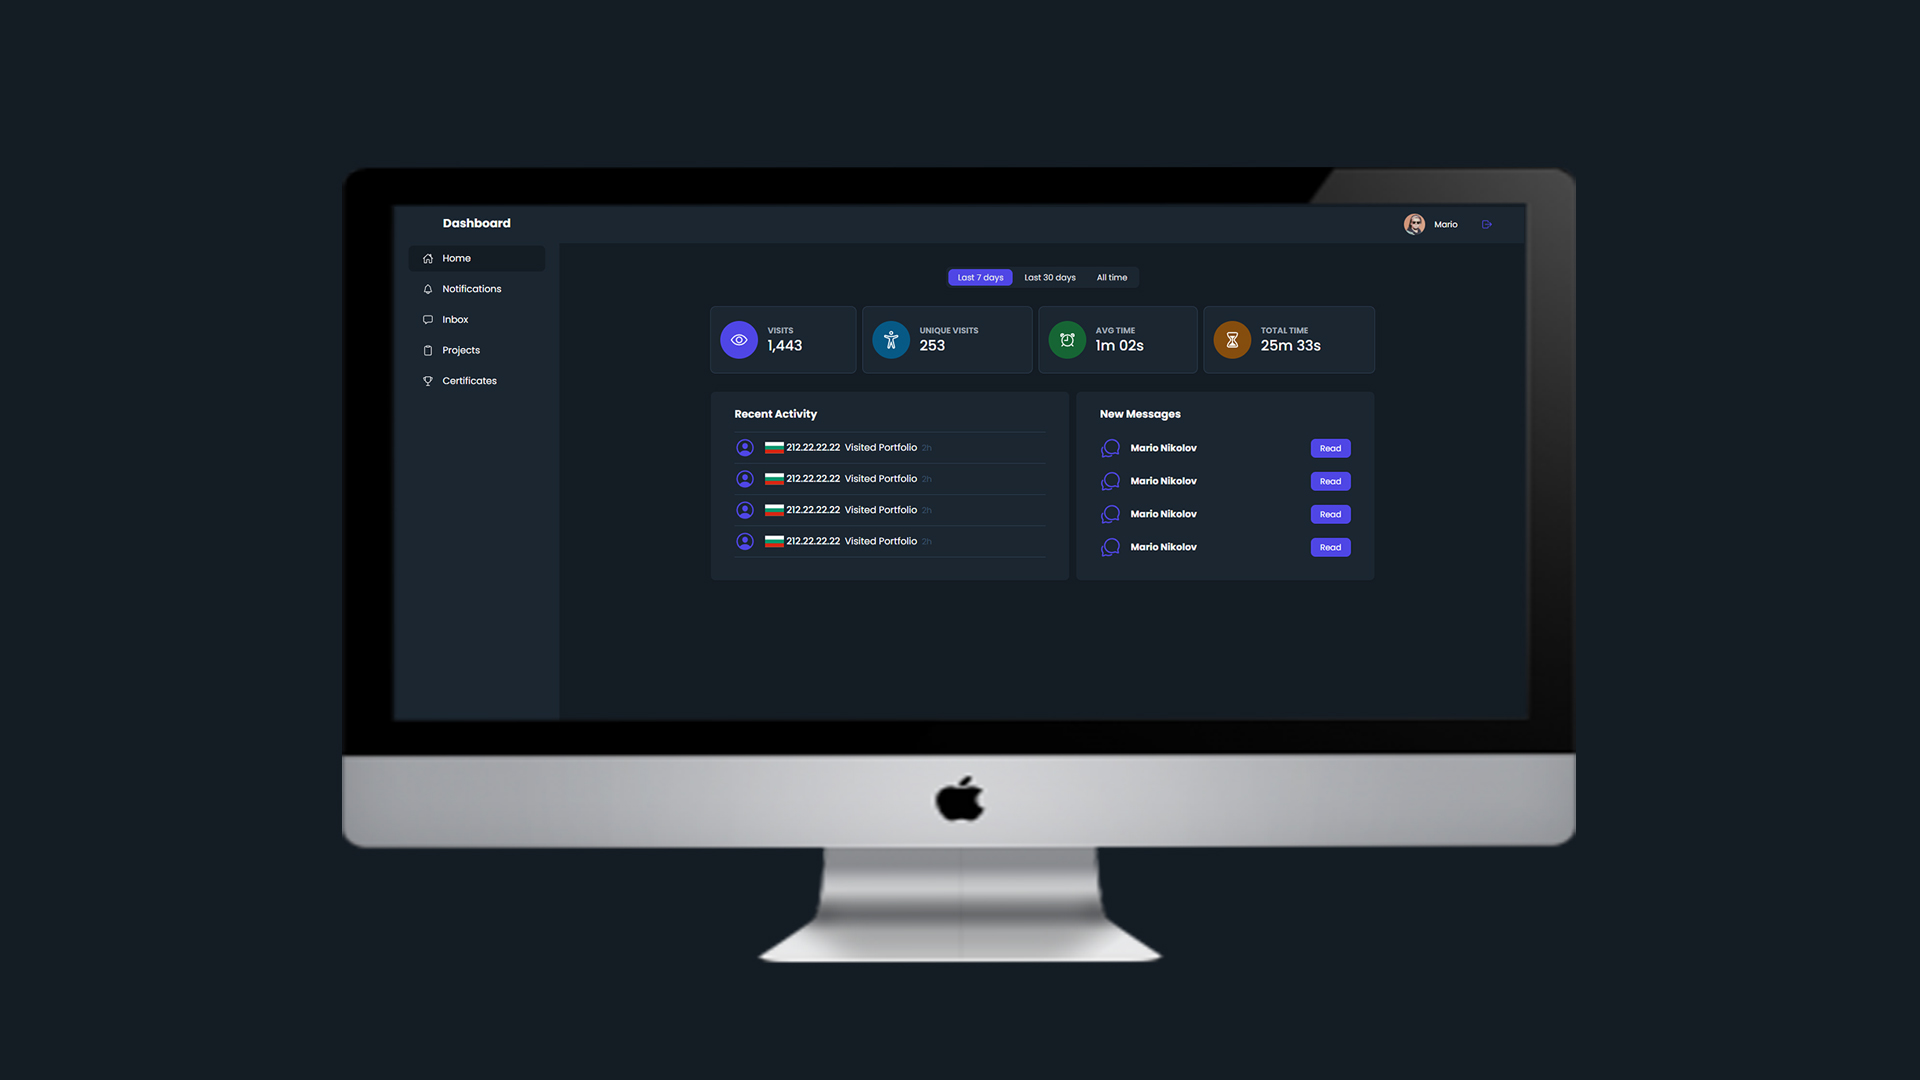 Dashboard
Mario
Home
Notifications
Inbox
Projects
Certificates
Last 7 days
Last 30 days
All time
VISITS
1,443
UNIQUE VISITS
253
AVG TIME
1m 02s
TOTAL TIME
25m 33s
Recent Activity
212.22.22.22 Visited Portfolio 2h
212.22.22.22 Visited Portfolio 2h
212.22.22.22 Visited Portfolio 2h
212.22.22.22 Visited Portfolio 2h
New Messages
Mario Nikolov Read
Mario Nikolov Read
Mario Nikolov Read
Mario Nikolov Read